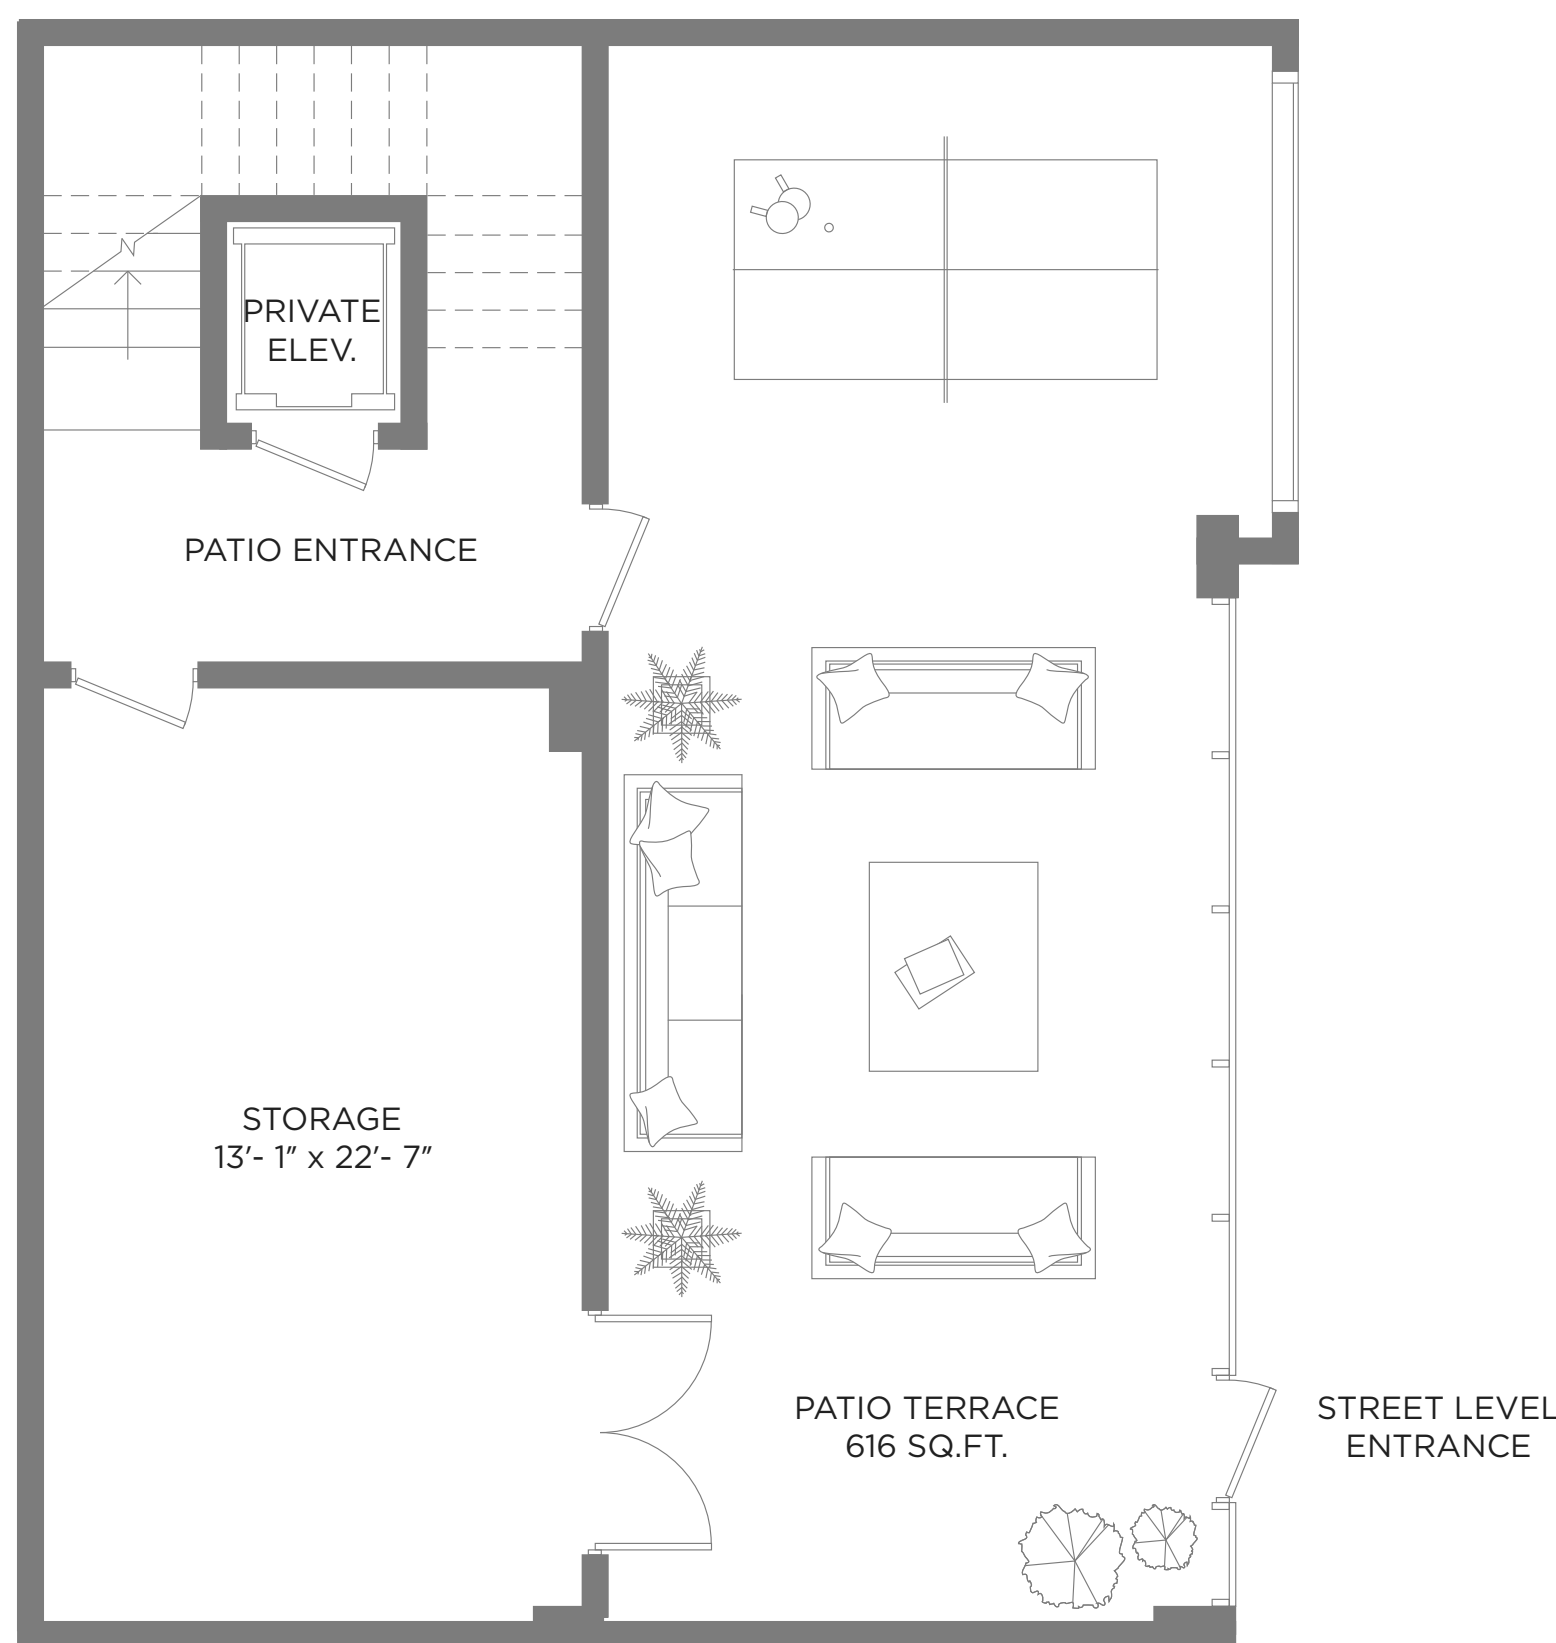 PRIVATE
ELEV.
PATIO ENTRANCE
STORAGE
13'- 1" x 22'- 7"
PATIO TERRACE
616 SQ.FT.
STREET LEVEL
ENTRANCE